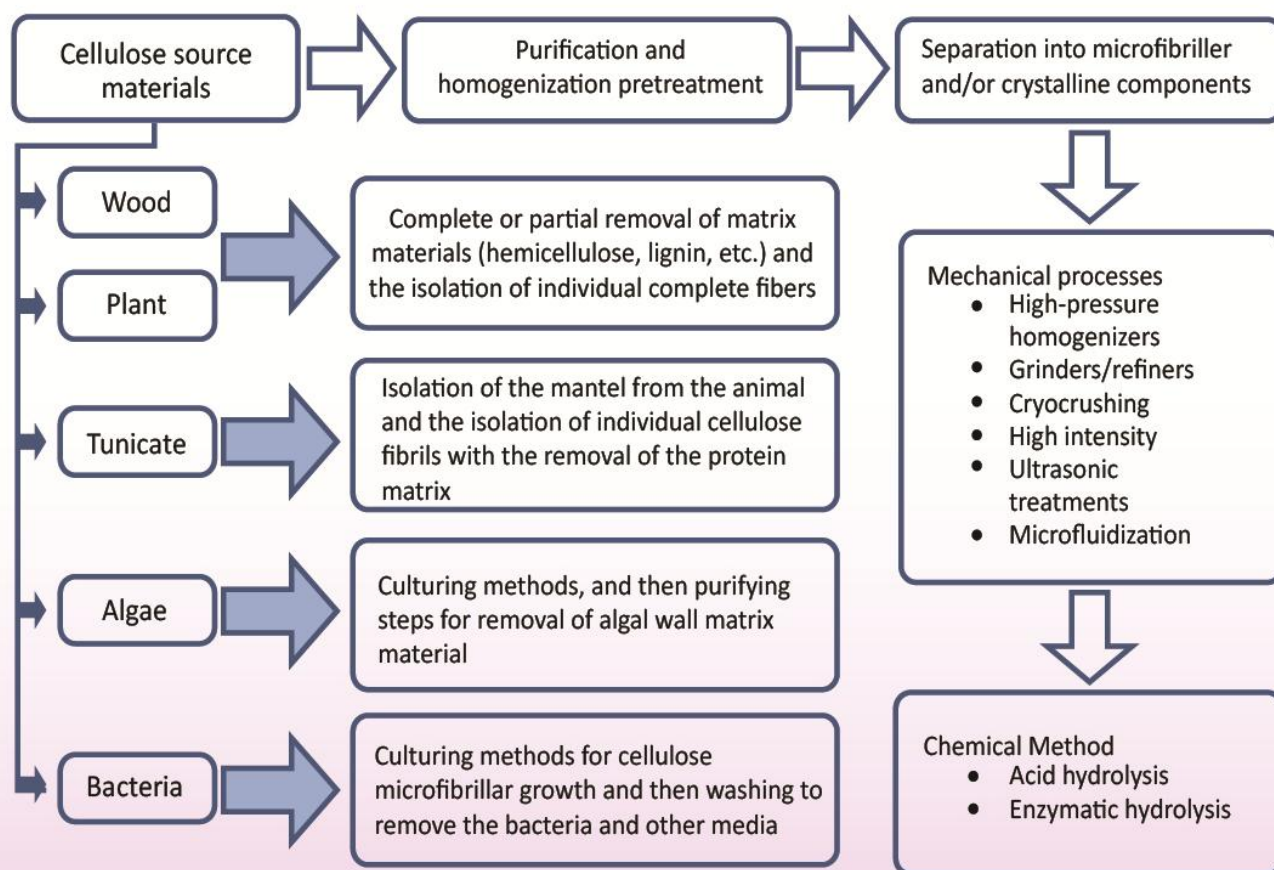 Cellulose source
materials
Purification and
homogenization pretreatment
Separation into microfibriller
and/or crystalline components
Wood
Plant
Complete or partial removal of matrix
materials (hemicellulose, lignin, etc.) and
the isolation of individual complete fibers
Tunicate
Isolation of the mantel from the animal
and the isolation of individual cellulose
fibrils with the removal of the protein
matrix
Algae
Culturing methods, and then purifying
steps for removal of algal wall matrix
material
Bacteria
Culturing methods for cellulose
microfibrillar growth and then washing to
remove the bacteria and other media
Mechanical processes
• High-pressure
homogenizers
• Grinders/refiners
• Cryocrushing
• High intensity
• Ultrasonic
treatments
• Microfluidization
Chemical Method
• Acid hydrolysis
• Enzymatic hydrolysis